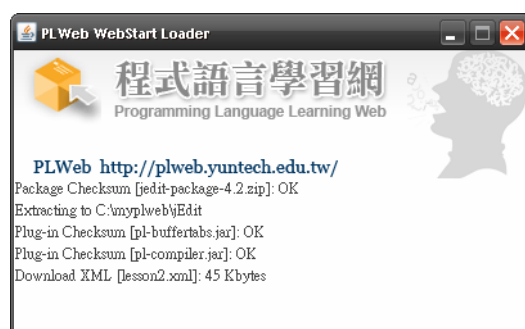 PLWeb WebStart Loader
程式語言學習網
Programming Language Learning Web
PLWeb http://plweb.yuntech.edu.tw/
Package Checksum [jedit-package-4.2.zip]: OK
Extracting to C:\myplweb\jEdit
Plug-in Checksum [pl-buffertabs.jar]: OK
Plug-in Checksum [pl-compiler.jar]: OK
Download XML [lesson2.xml]: 45 Kbytes